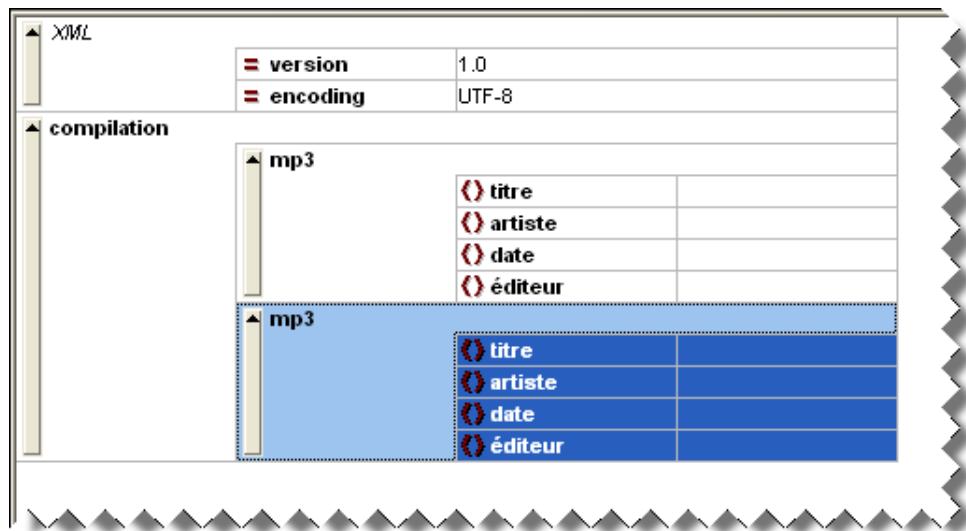 XML
= version 1.0
= encoding UTF-8
compilation
mp3
<> titre
<> artiste
<> date
<> éditeur
mp3
<> titre
<> artiste
<> date
<> éditeur